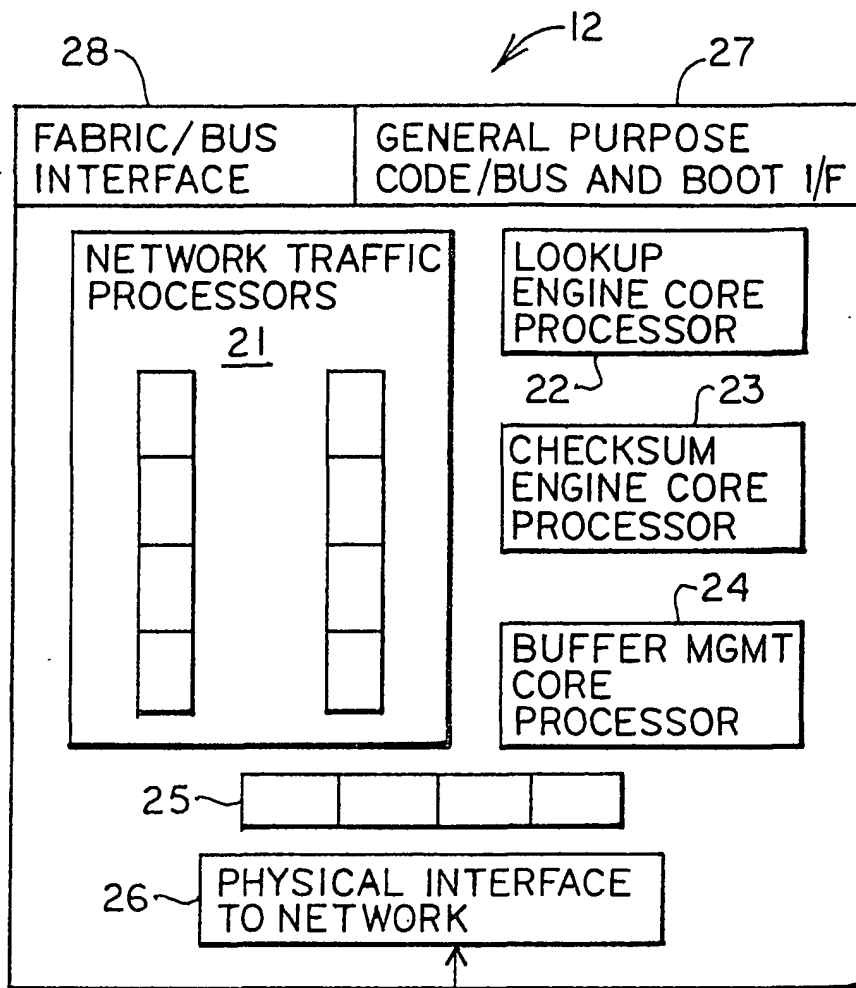 12
28
27
FABRIC/BUS
INTERFACE
GENERAL PURPOSE
CODE/BUS AND BOOT I/F
NETWORK TRAFFIC
PROCESSORS
21
LOOKUP
ENGINE CORE
PROCESSOR
22
23
CHECKSUM
ENGINE CORE
PROCESSOR
24
BUFFER MGMT
CORE
PROCESSOR
25
26
PHYSICAL INTERFACE
TO NETWORK